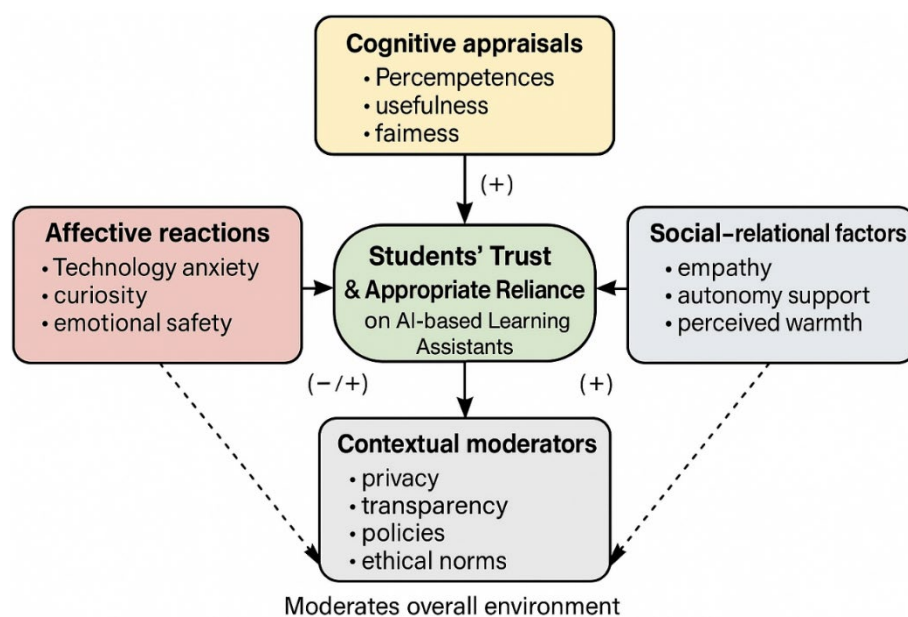 Cognitive appraisals
• Percempetences
• usefulness
• faimess
(+)
Affective reactions
• Technology anxiety
• curiosity
• emotional safety
Students' Trust
& Appropriate Reliance
on AI-based Learning
Assistants
Social–relational factors
• empathy
• autonomy support
• perceived warmth
(−/+)
(+)
Contextual moderators
• privacy
• transparency
• policies
• ethical norms
Moderates overall environment